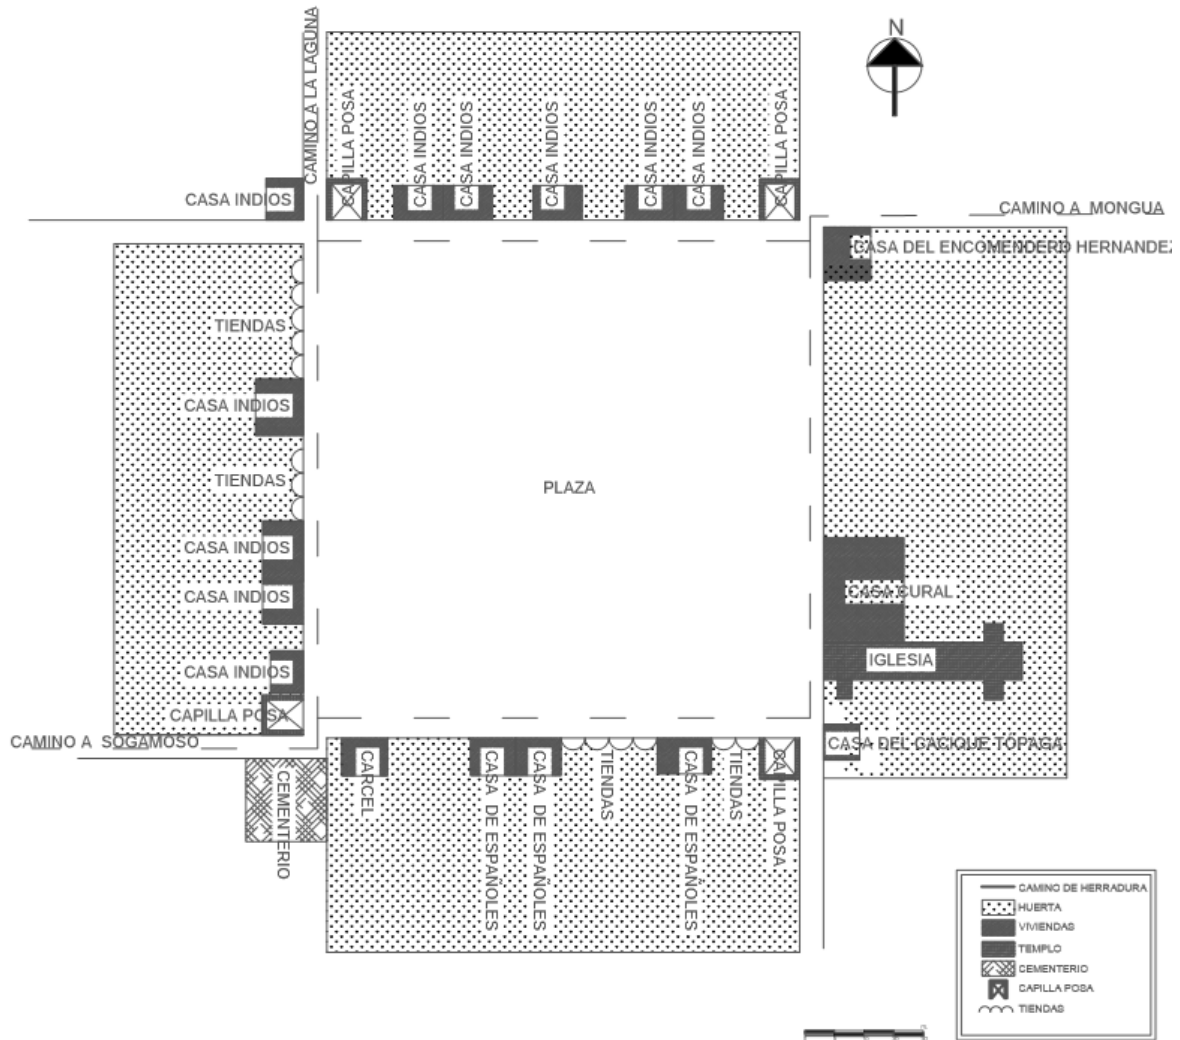 N
CAMINO A LA LAGUNA
CAPILLA POSA
CASA INDIOS
CASA INDIOS
CASA INDIOS
CASA INDIOS
CASA INDIOS
CAPILLA POSA
CASA INDIOS
CAMINO A MONGUA
CASA DEL ENCOMENDERO HERNANDEZ
TIENDAS
CASA INDIOS
TIENDAS
PLAZA
CASA INDIOS
CASA INDIOS
CASA CURAL
IGLESIA
CASA INDIOS
CAPILLA POSA
CAMINO A SOGAMOSO
CASA DEL CACIQUE TOPAGA
CEMENTERIO
CARCEL
CASA DE ESPAÑOLES
CASA DE ESPAÑOLES
TIENDAS
CASA DE ESPAÑOLES
TIENDAS
CAPILLA POSA
CAMINO DE HERRADURA
HUERTA
VIVIENDAS
TEMPLO
CEMENTERIO
CAPILLA POSA
TIENDAS